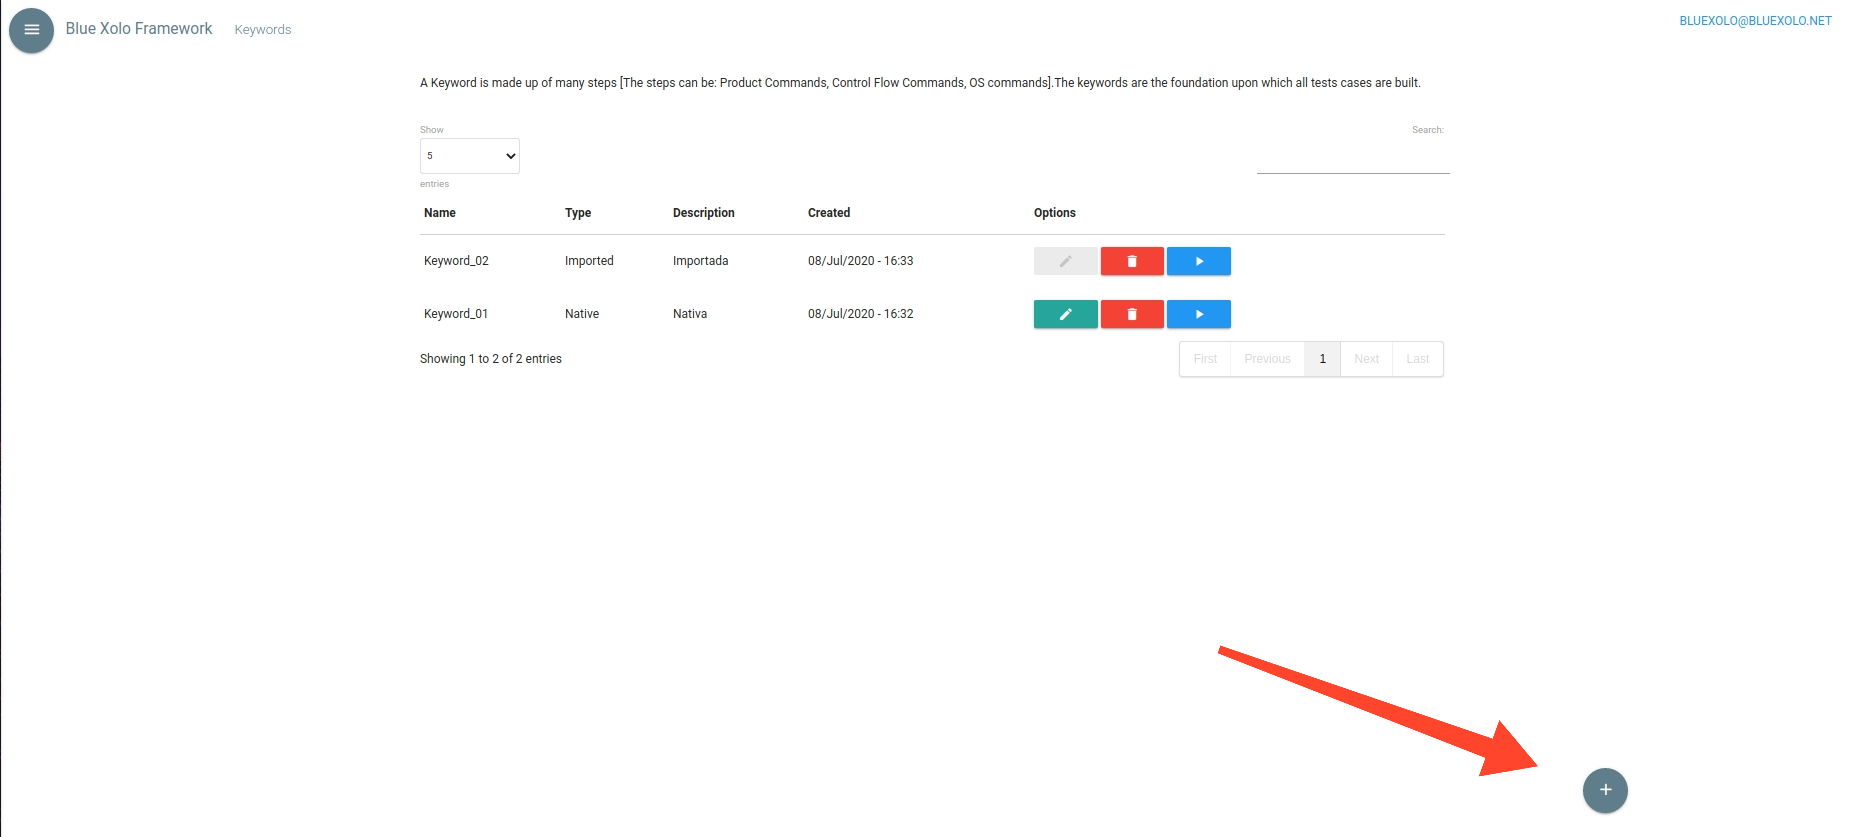 Blue Xolo Framework Keywords BLUEXOLO@BLUEXOLO.NET
A Keyword is made up of many steps [The steps can be: Product Commands, Control Flow Commands, OS commands].The keywords are the foundation upon which all tests cases are built.
Show Search:
5
entries
Name Type Description Created Options
Keyword_02 Imported Importada 08/Jul/2020 - 16:33
Keyword_01 Native Nativa 08/Jul/2020 - 16:32
Showing 1 to 2 of 2 entries First Previous 1 Next Last
+